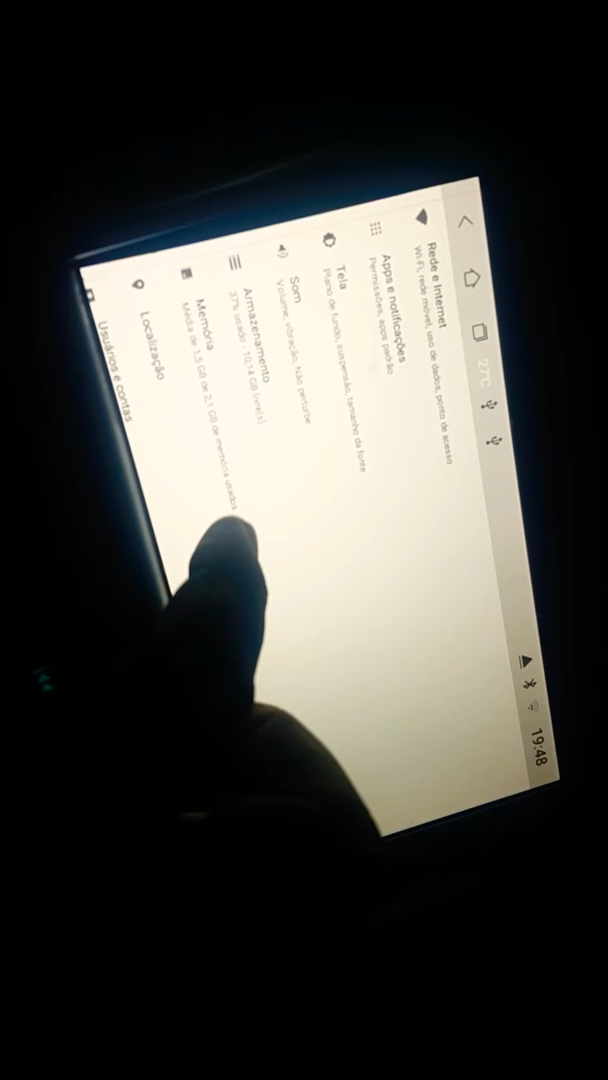 27°C
19:48
Rede e Internet
Wi-Fi, rede móvel, uso de dados, ponto de acesso
Apps e notificações
Permissões, apps padrão
Tela
Plano de fundo, suspensão, tamanho da fonte
Som
Volume, vibração, Não perturbe
Armazenamento
37% usado - 10,14 GB livre(s)
Memória
Média de 1,5 GB de 2,1 GB de memória usados
Localização
Usuários e contas